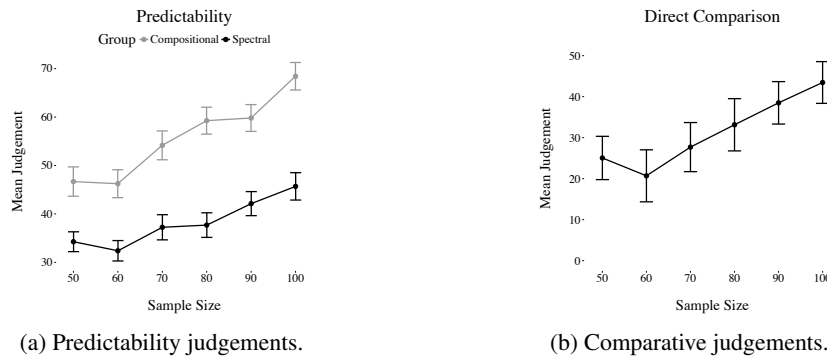 Predictability
Group Compositional Spectral
70
60
50
40
30
Mean Judgement
50 60 70 80 90 100
Sample Size
(a) Predictability judgements.
Direct Comparison
50
40
30
20
10
0
Mean Judgement
50 60 70 80 90 100
Sample Size
(b) Comparative judgements.